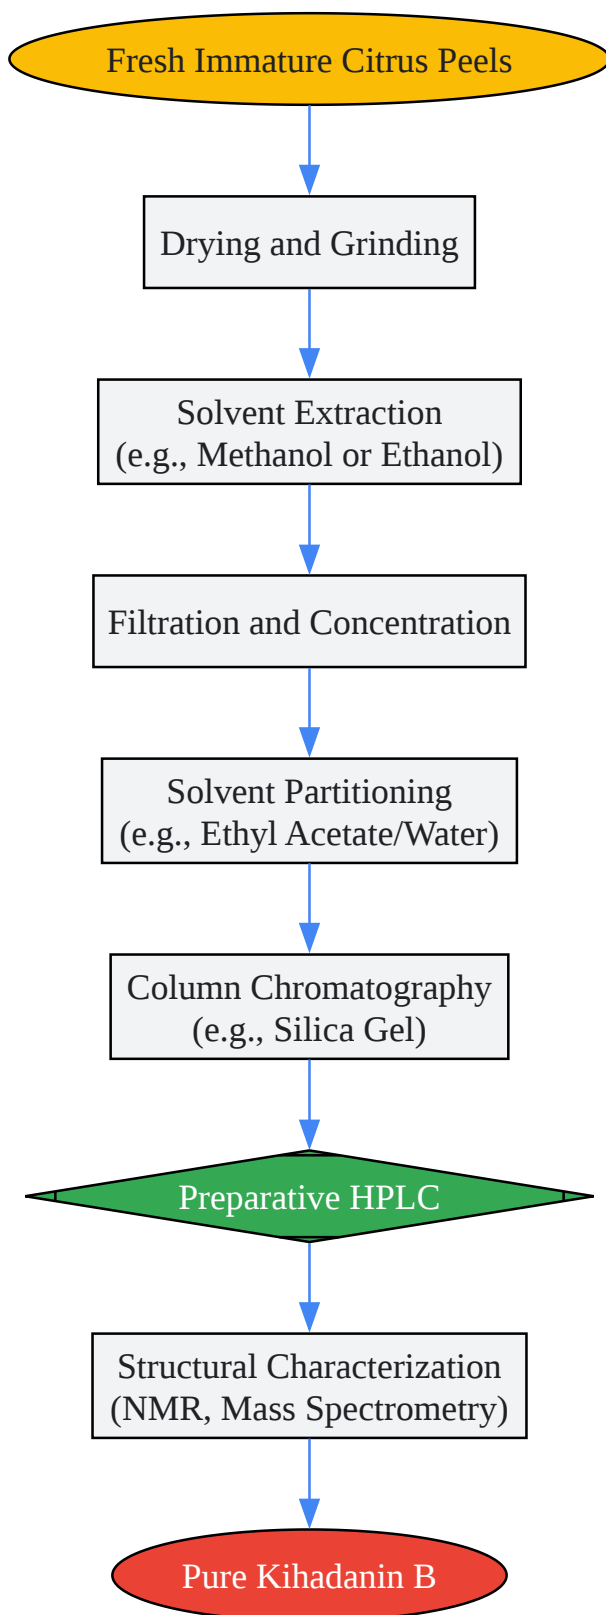 Fresh Immature Citrus Peels
Drying and Grinding
Solvent Extraction
(e.g., Methanol or Ethanol)
Filtration and Concentration
Solvent Partitioning
(e.g., Ethyl Acetate/Water)
Column Chromatography
(e.g., Silica Gel)
Preparative HPLC
Structural Characterization
(NMR, Mass Spectrometry)
Pure Kihadanin B